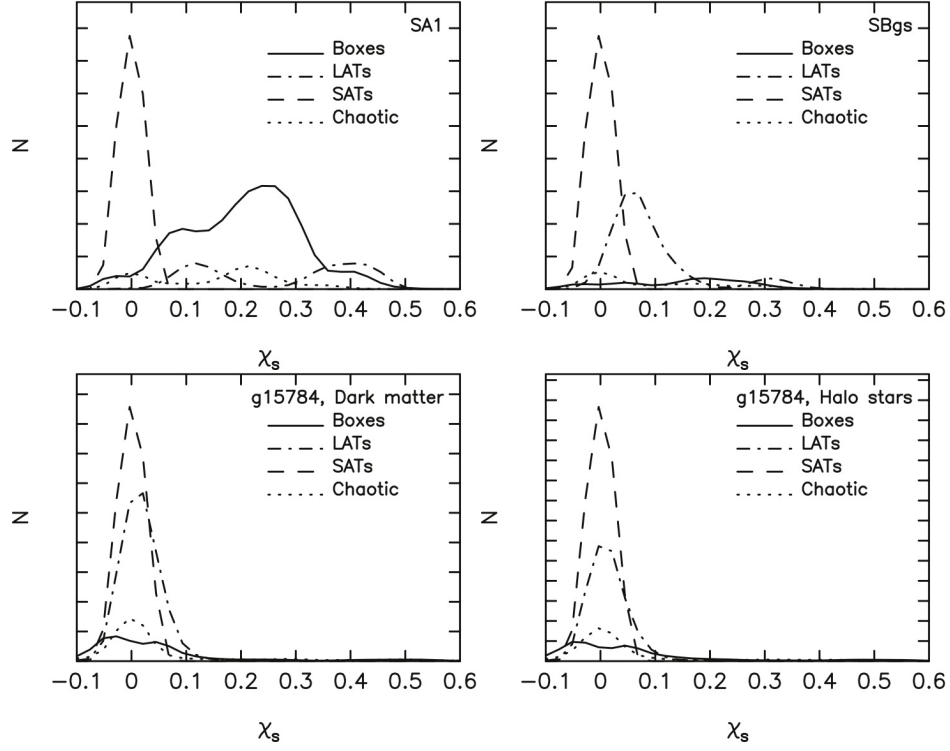 SA1
Boxes
LATs
SATs
Chaotic
N
−0.1 0 0.1 0.2 0.3 0.4 0.5 0.6
χs
SBgs
Boxes
LATs
SATs
Chaotic
N
−0.1 0 0.1 0.2 0.3 0.4 0.5 0.6
χs
g15784, Dark matter
Boxes
LATs
SATs
Chaotic
N
−0.1 0 0.1 0.2 0.3 0.4 0.5 0.6
χs
g15784, Halo stars
Boxes
LATs
SATs
Chaotic
N
−0.1 0 0.1 0.2 0.3 0.4 0.5 0.6
χs